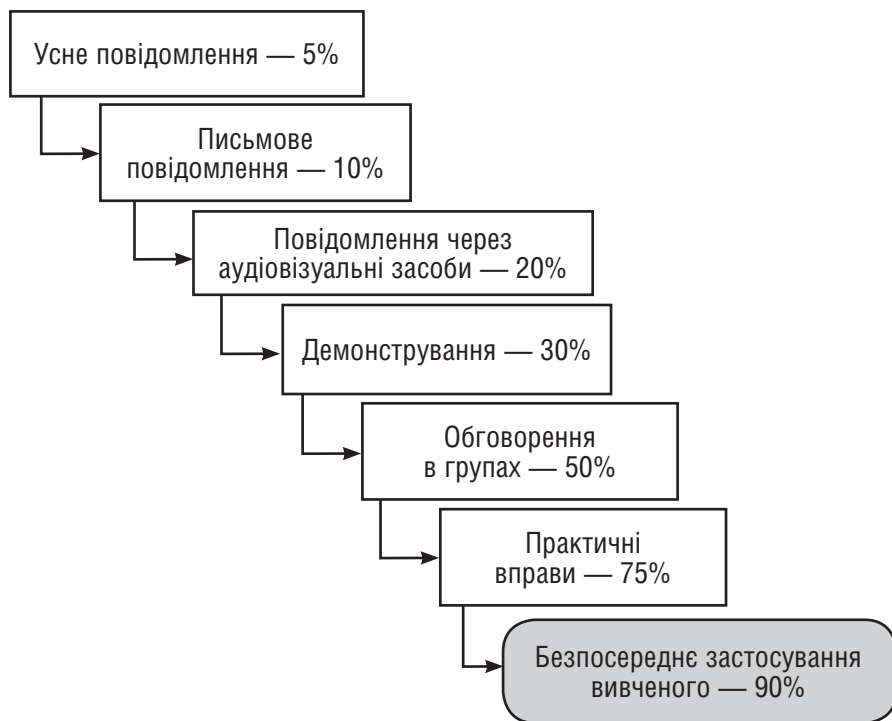 Усне повідомлення — 5%
Письмове
повідомлення — 10%
Повідомлення через
аудіовізуальні засоби — 20%
Демонстрування — 30%
Обговорення
в групах — 50%
Практичні
вправи — 75%
Безпосереднє застосування
вивченого — 90%